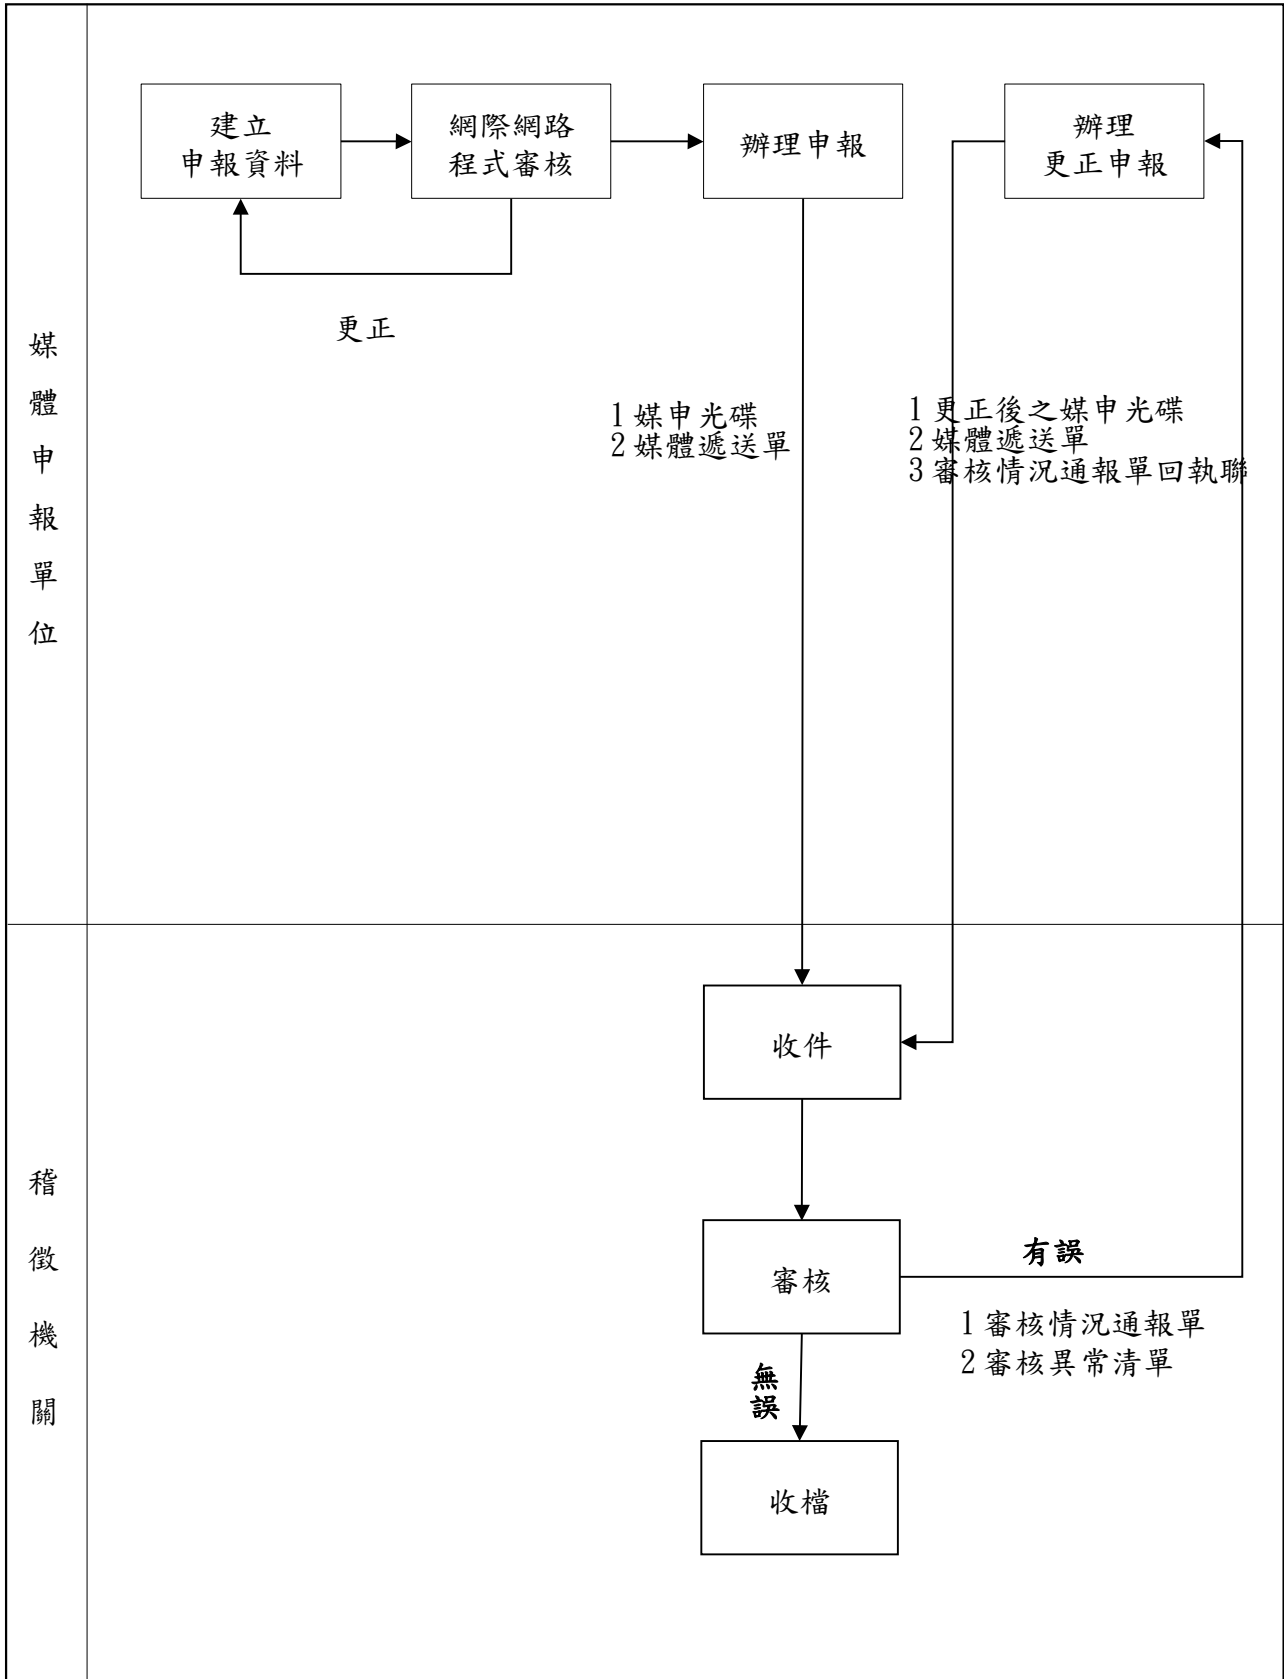 建立
申報資料
網際網路
程式審核
辦理申報
辦理
更正申報
更正
媒體申報單位
1 媒申光碟
2 媒體遞送單
1 更正後之媒申光碟
2 媒體遞送單
3 審核情況通報單回執聯
收件
稽徵機關
審核
有誤
1 審核情況通報單
2 審核異常清單
無誤
收檔